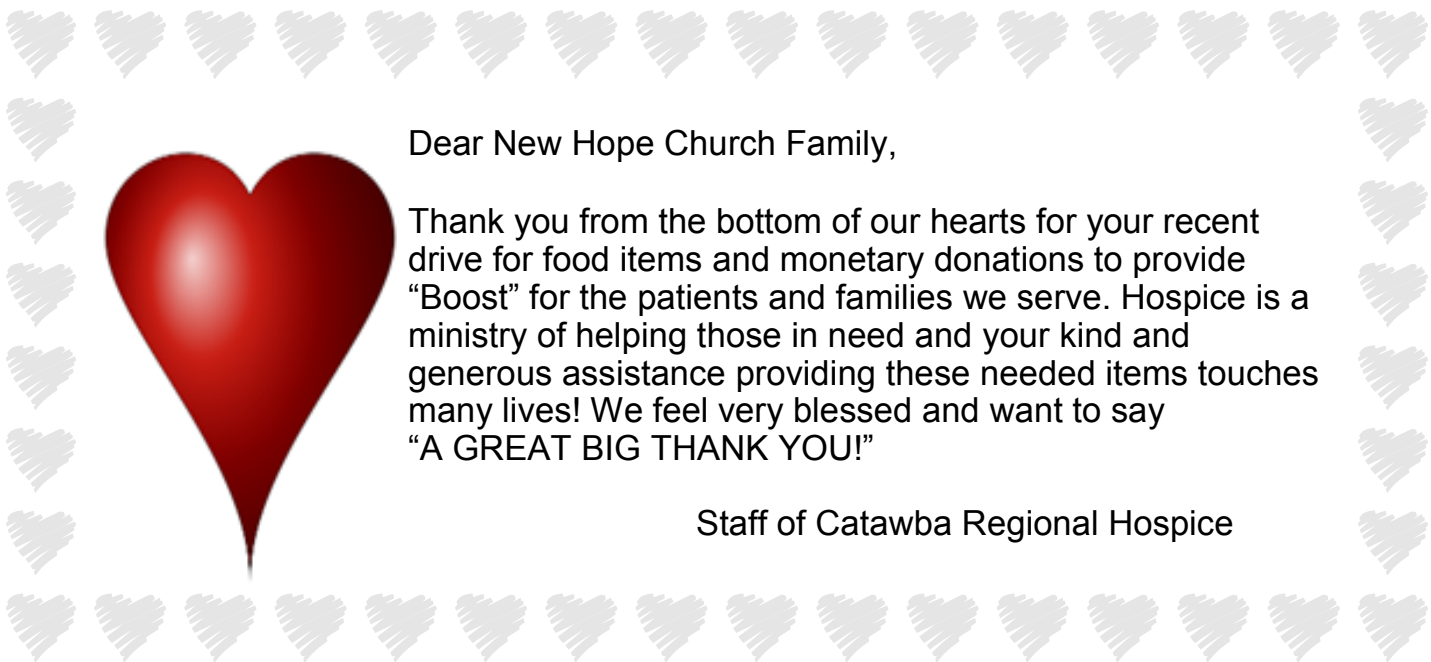 Dear New Hope Church Family,
Thank you from the bottom of our hearts for your recent
drive for food items and monetary donations to provide
“Boost” for the patients and families we serve. Hospice is a
ministry of helping those in need and your kind and
generous assistance providing these needed items touches
many lives! We feel very blessed and want to say
“A GREAT BIG THANK YOU!”
Staff of Catawba Regional Hospice